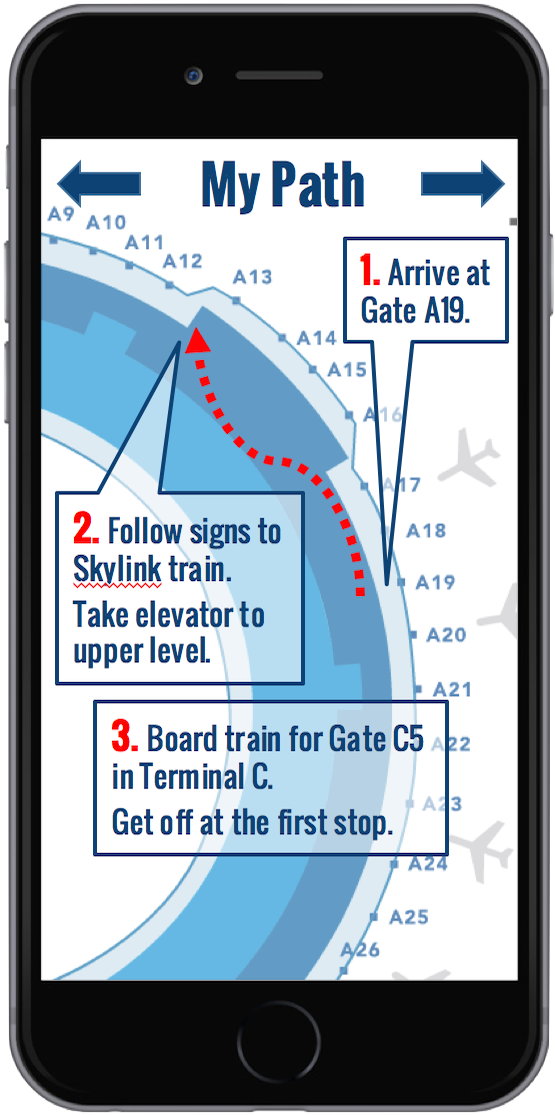 My Path
A9
A10
A11
A12
A13
A14
A15
A16
A17
A18
A19
A20
A21
A22
A23
A24
A25
A26
1. Arrive at
Gate A19.
2. Follow signs to
Skylink train.
Take elevator to
upper level.
3. Board train for Gate C5
in Terminal C.
Get off at the first stop.